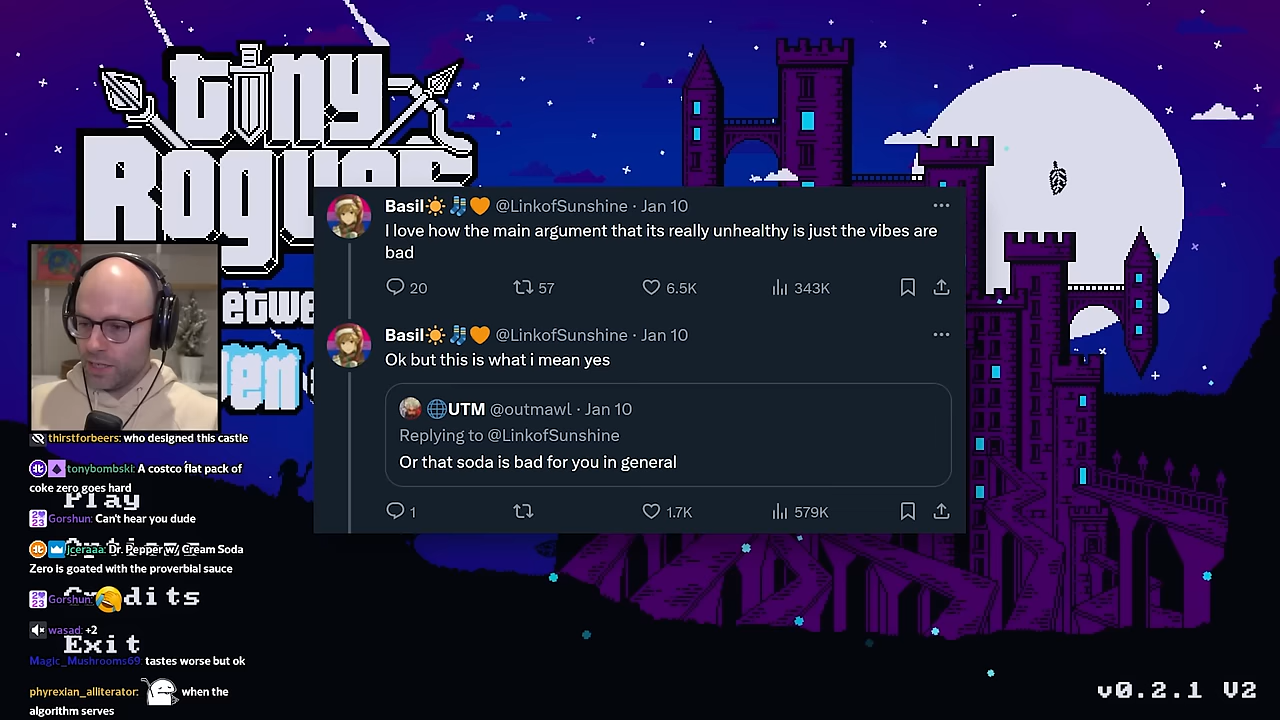 tiny
Rogues
Basil☀️🧦🧡 @LinkofSunshine · Jan 10
I love how the main argument that its really unhealthy is just the vibes are
bad
20 57 6.5K 343K
Basil☀️🧦🧡 @LinkofSunshine · Jan 10
Ok but this is what i mean yes
🌐UTM @outmawl · Jan 10
Replying to @LinkofSunshine
Or that soda is bad for you in general
1 1.7K 579K
thirstforbeers: who designed this castle
tonybombski: A costco flat pack of
coke zero goes hard
Play
Gorshun: Can't hear you dude
jceraaa: Dr. Pepper w/ Cream Soda
Zero is goated with the proverbial sauce
Gorshun: 😂
Credits
wasad: +2
Exit
Magic_Mushrooms69: tastes worse but ok
phyrexian_alliterator: when the
algorithm serves
v0.2.1 V2